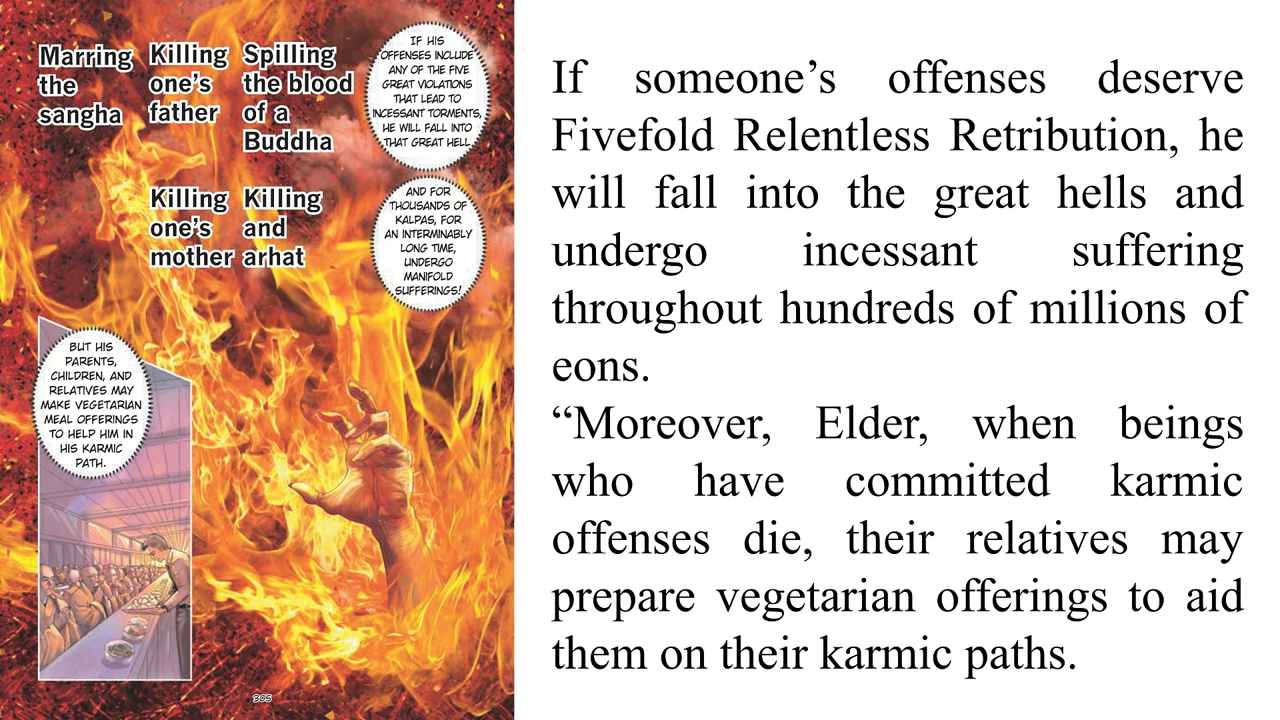 Marring
the
sangha
Killing
one's
father
Spilling
the blood
of a
Buddha
IF HIS
OFFENSES INCLUDE
ANY OF THE FIVE
GREAT VIOLATIONS
THAT LEAD TO
INCESSANT TORMENTS,
HE WILL FALL INTO
THAT GREAT HELL
Killing
one's
mother
Killing
and
arhat
AND FOR
THOUSANDS OF
KALPAS, FOR
AN INTERMINABLY
LONG TIME,
UNDERGO
MANIFOLD
SUFFERINGS!
BUT HIS
PARENTS,
CHILDREN, AND
RELATIVES MAY
MAKE VEGETARIAN
MEAL OFFERINGS
TO HELP HIM IN
HIS KARMIC
PATH.
305
If someone’s offenses deserve
Fivefold Relentless Retribution, he
will fall into the great hells and
undergo incessant suffering
throughout hundreds of millions of
eons.
“Moreover, Elder, when beings
who have committed karmic
offenses die, their relatives may
prepare vegetarian offerings to aid
them on their karmic paths.